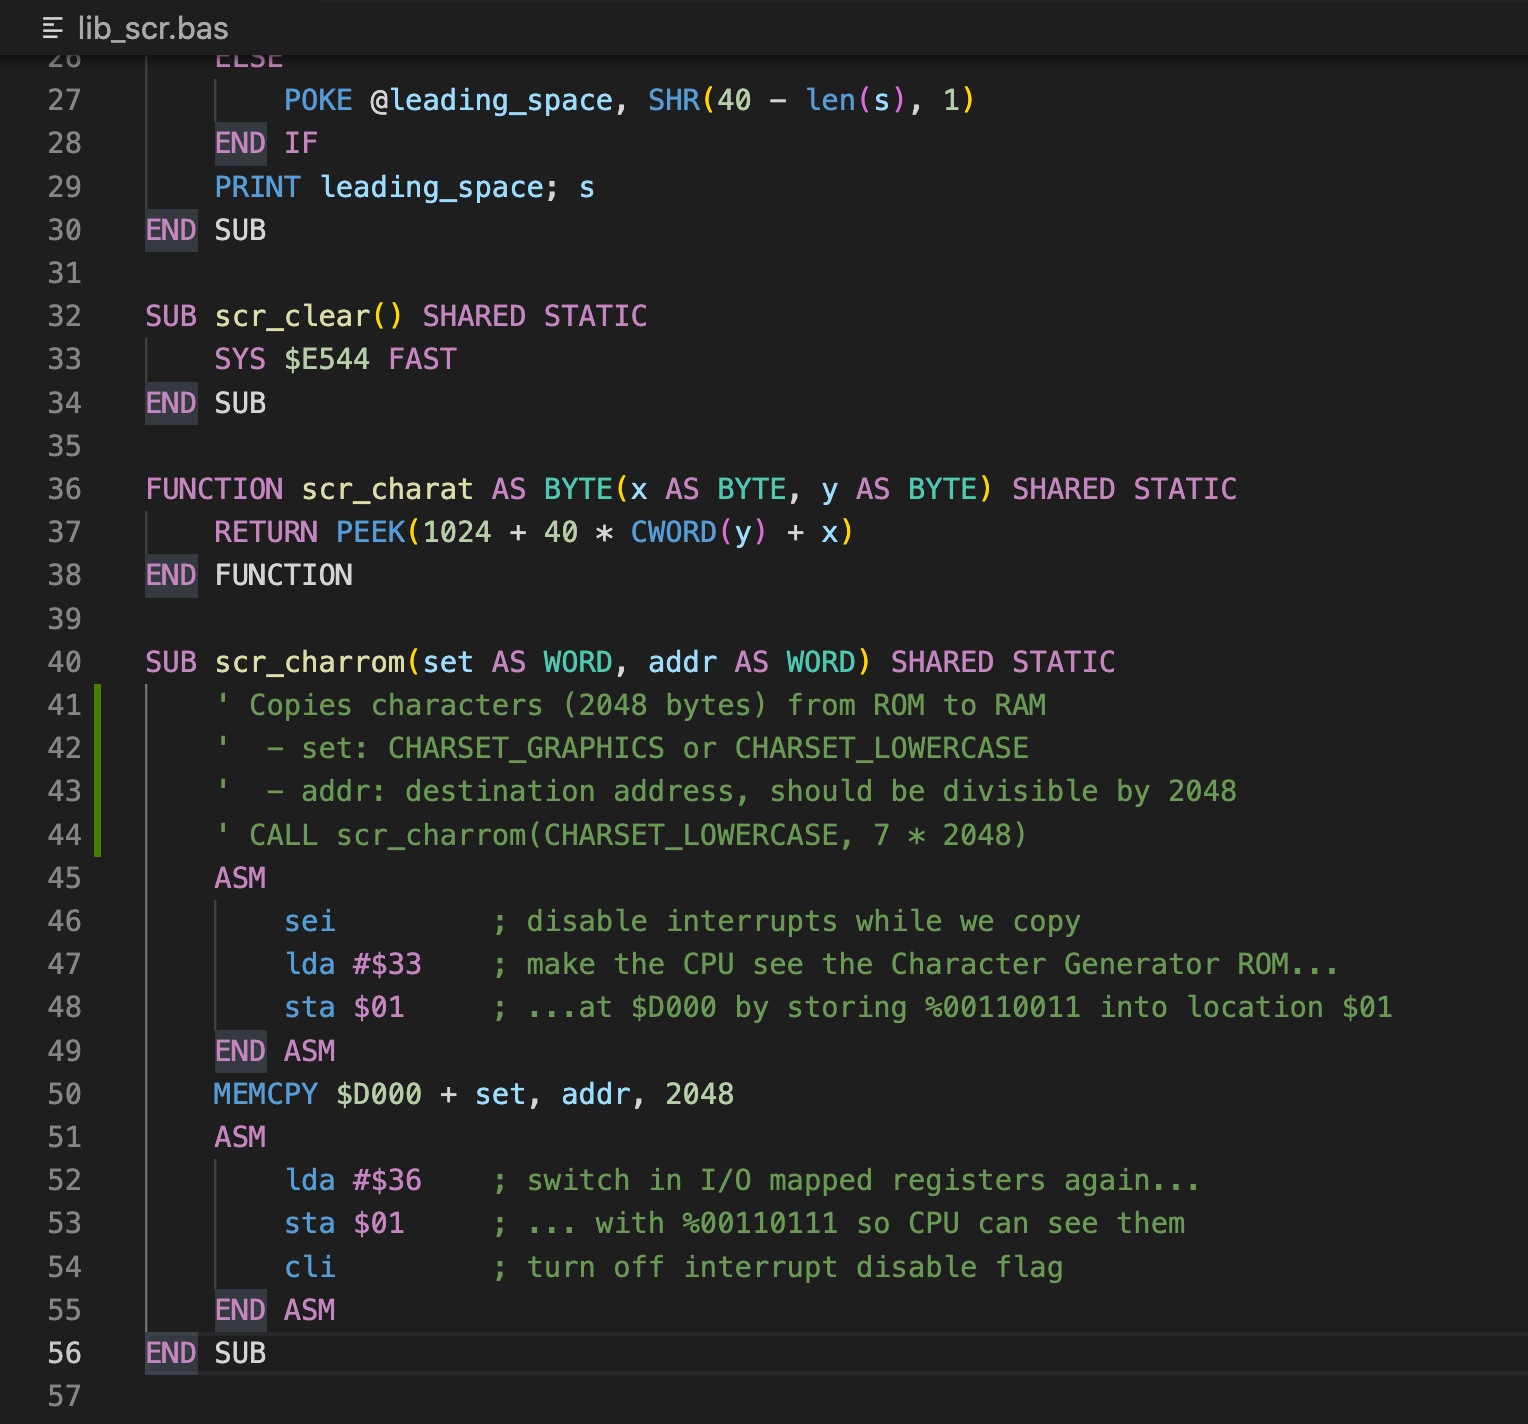 lib_scr.bas
26 ELSE
27 POKE @leading_space, SHR(40 - len(s), 1)
28 END IF
29 PRINT leading_space; s
30 END SUB
31
32 SUB scr_clear() SHARED STATIC
33 SYS $E544 FAST
34 END SUB
35
36 FUNCTION scr_charat AS BYTE(x AS BYTE, y AS BYTE) SHARED STATIC
37 RETURN PEEK(1024 + 40 * CWORD(y) + x)
38 END FUNCTION
39
40 SUB scr_charrom(set AS WORD, addr AS WORD) SHARED STATIC
41 ' Copies characters (2048 bytes) from ROM to RAM
42 '  - set: CHARSET_GRAPHICS or CHARSET_LOWERCASE
43 '  - addr: destination address, should be divisible by 2048
44 ' CALL scr_charrom(CHARSET_LOWERCASE, 7 * 2048)
45 ASM
46 sei ; disable interrupts while we copy
47 lda #$33 ; make the CPU see the Character Generator ROM...
48 sta $01 ; ...at $D000 by storing %00110011 into location $01
49 END ASM
50 MEMCPY $D000 + set, addr, 2048
51 ASM
52 lda #$36 ; switch in I/O mapped registers again...
53 sta $01 ; ... with %00110111 so CPU can see them
54 cli ; turn off interrupt disable flag
55 END ASM
56 END SUB
57